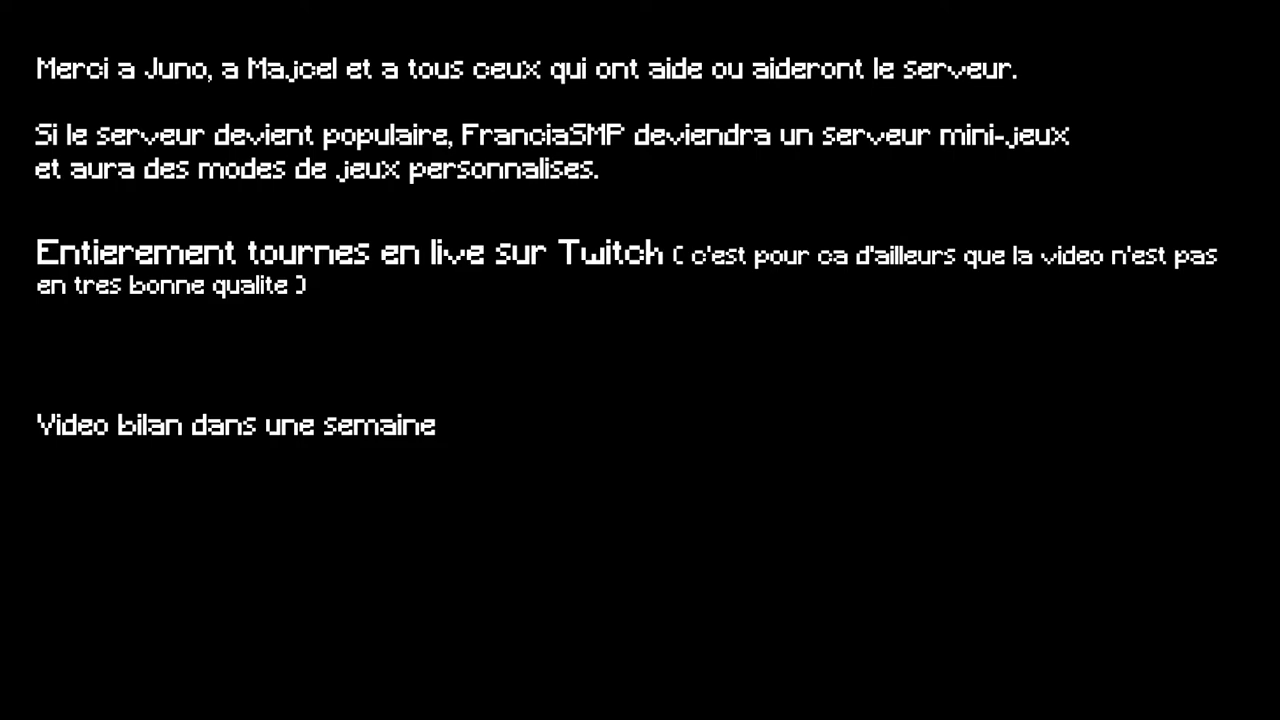 Merci a Juno, a Majcel et a tous ceux qui ont aide ou aideront le serveur.
Si le serveur devient populaire, FranciaSMP deviendra un serveur mini-jeux
et aura des modes de jeux personnalises.
Entierement tournes en live sur Twitch ( c'est pour ca d'ailleurs que la video n'est pas
en tres bonne qualite )
Video bilan dans une semaine